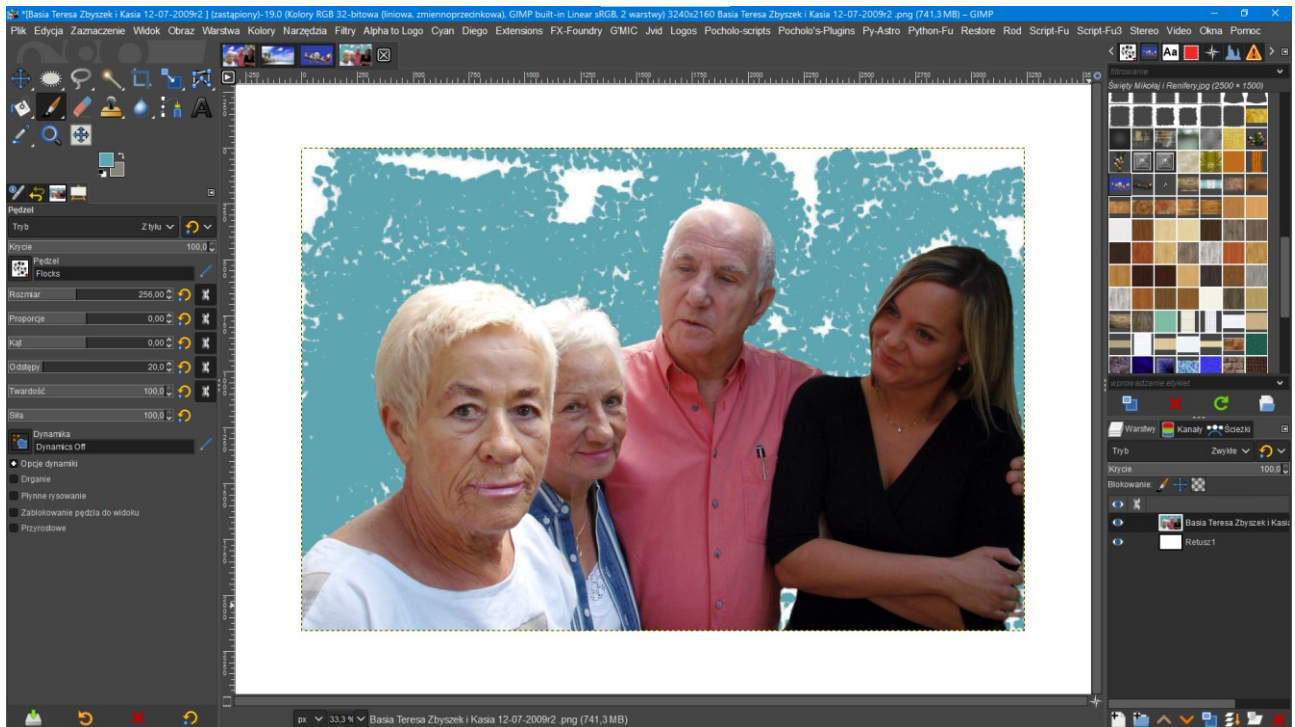 *[Basia Teresa Zbyszek i Kasia 12-07-2009r2 ] (zastąpiony)-19.0 (Kolory RGB 32-bitowa (liniowa, zmiennoprzecinkowa), GIMP built-in Linear sRGB, 2 warstwy) 3240x2160 Basia Teresa Zbyszek i Kasia 12-07-2009r2 .png (741,3 MB) – GIMP
Plik Edycja Zaznaczenie Widok Obraz Warstwa Kolory Narzędzia Filtry Alpha to Logo Cyan Diego Extensions FX-Foundry G'MIC Jvid Logos Pocholo-scripts Pocholo's-Plugins Py-Astro Python-Fu Restore Rod Script-Fu Script-Fu3 Stereo Video Okna Pomoc
filtrowanie
Święty Mikołaj i Renifery.jpg (2500 × 1500)
Pędzel
Tryb Z tyłu
Krycie 100,0
Pędzel
Flocks
Rozmiar 256,00
Proporcje 0,00
Kąt 0,00
Odstępy 20,0
Twardość 100,0
Siła 100,0
Dynamika
Dynamics Off
Opcje dynamiki
Drganie
Płynne rysowanie
Zablokowanie pędzla do widoku
Przyrostowe
wprowadzanie etykiet
Warstwy Kanały Ścieżki
Tryb Zwykłe
Krycie 100,0
Blokowanie:
Basia Teresa Zbyszek i Kasia
Retusz1
px 33,3 % Basia Teresa Zbyszek i Kasia 12-07-2009r2 .png (741,3 MB)